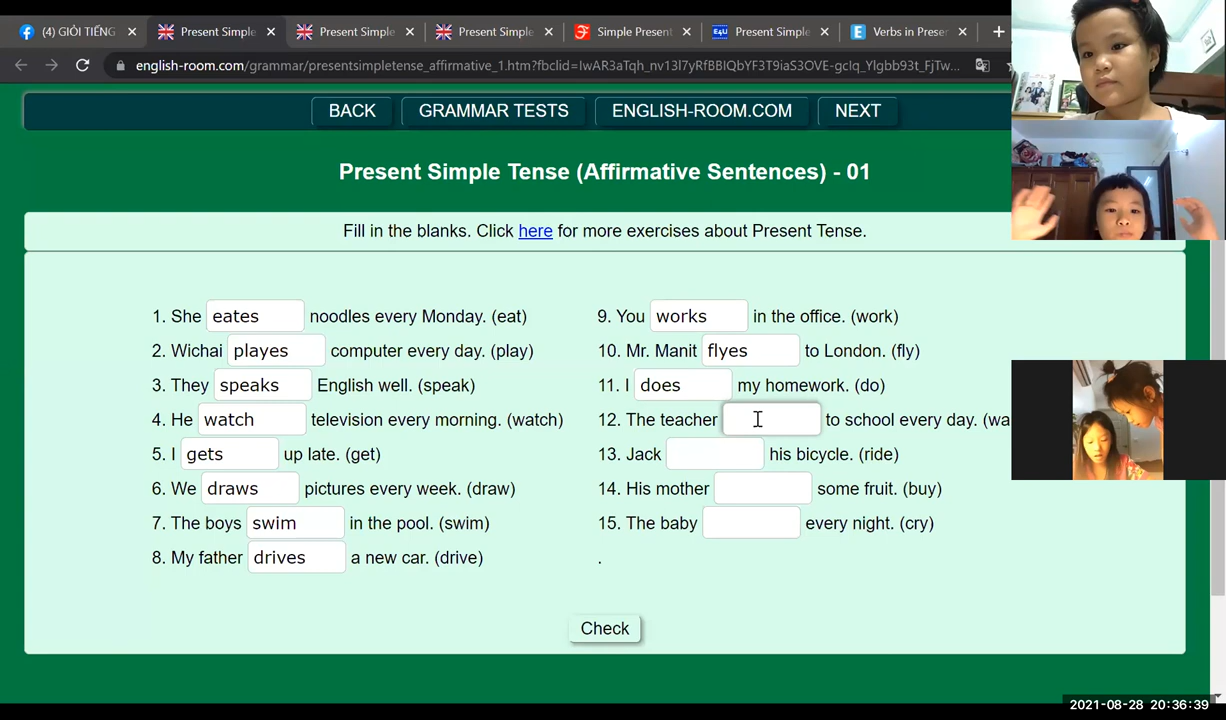 (4) GIỎI TIẾNG
Present Simple
Present Simple
Present Simple
Simple Present
Present Simple
Verbs in Preser
english-room.com/grammar/presentsimpletense_affirmative_1.htm?fbclid=IwAR3aTqh_nv13l7yRfBBIQbYF3T9iaS3OVE-gcIq_Ylgbb93t_FjTw...
BACK
GRAMMAR TESTS
ENGLISH-ROOM.COM
NEXT
Present Simple Tense (Affirmative Sentences) - 01
Fill in the blanks. Click here for more exercises about Present Tense.
1. She eates noodles every Monday. (eat)
2. Wichai playes computer every day. (play)
3. They speaks English well. (speak)
4. He watch television every morning. (watch)
5. I gets up late. (get)
6. We draws pictures every week. (draw)
7. The boys swim in the pool. (swim)
8. My father drives a new car. (drive)
9. You works in the office. (work)
10. Mr. Manit flyes to London. (fly)
11. I does my homework. (do)
12. The teacher to school every day. (wa
13. Jack his bicycle. (ride)
14. His mother some fruit. (buy)
15. The baby every night. (cry)
.
Check
2021-08-28 20:36:39